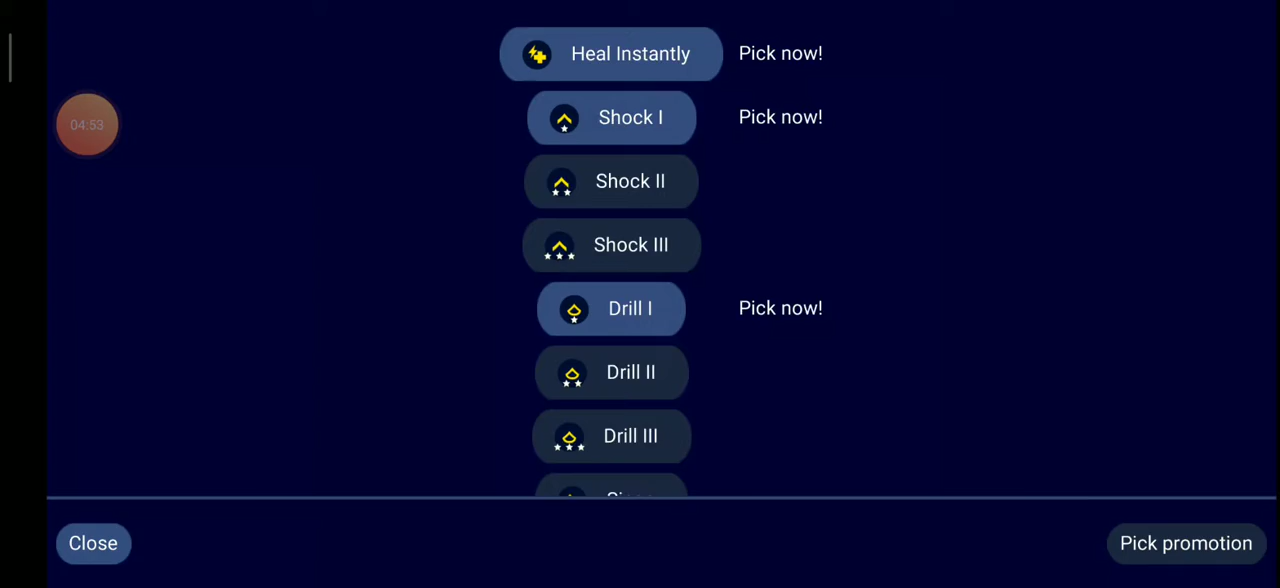 Heal Instantly Pick now!
04:53
Shock I Pick now!
Shock II
Shock III
Drill I Pick now!
Drill II
Drill III
Close Pick promotion